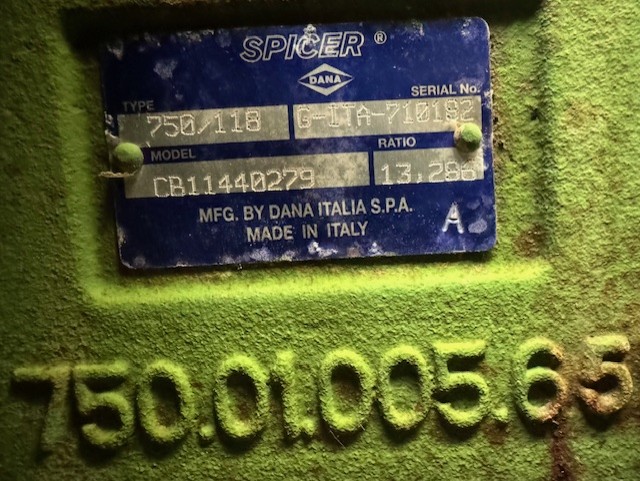 SPICER ®
DANA
TYPE SERIAL No.
750/118 G-ITA-710182
MODEL RATIO
CB11440279 13,286
MFG. BY DANA ITALIA S.P.A.
MADE IN ITALY A
750.01.005.65